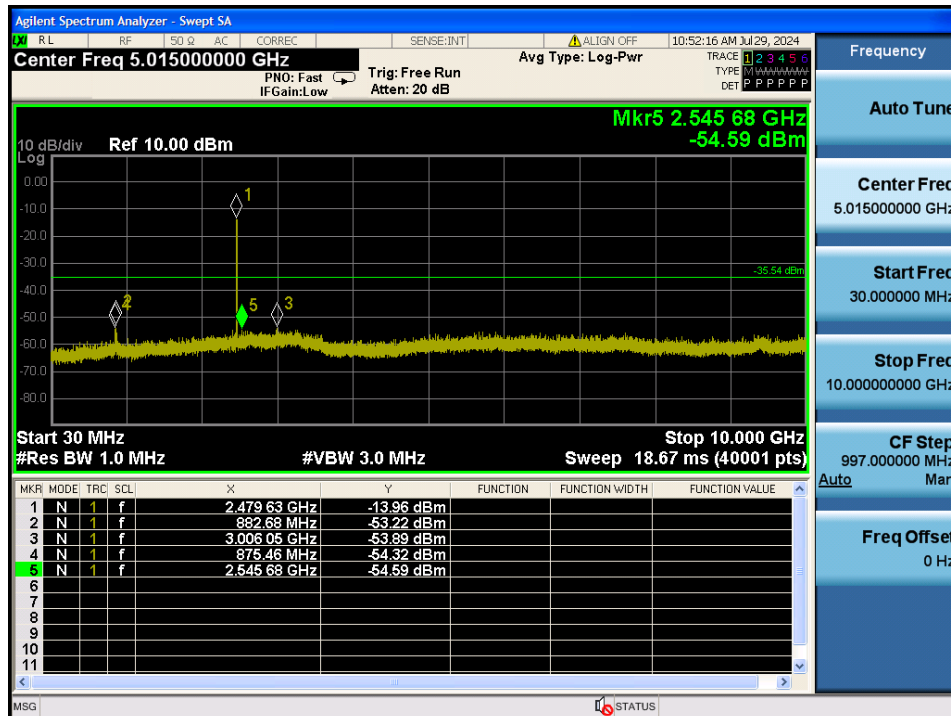 Agilent Spectrum Analyzer - Swept SA
LXI RL RF 50 Ω AC CORREC SENSE:INT ALIGN OFF 10:52:16 AM Jul 29, 2024
Center Freq 5.015000000 GHz
PNO: Fast
IFGain:Low
Trig: Free Run
Atten: 20 dB
Avg Type: Log-Pwr
TRACE 1 2 3 4 5 6
TYPE M
DET P P P P P P
Mkr5 2.545 68 GHz
-54.59 dBm
10 dB/div Ref 10.00 dBm
Log
0.00
-10.0
-20.0
-30.0
-40.0
-50.0
-60.0
-70.0
-80.0
1
2
5
3
-35.54 dBm
Start 30 MHz Stop 10.000 GHz
#Res BW 1.0 MHz #VBW 3.0 MHz Sweep 18.67 ms (40001 pts)
MKR MODE TRC SCL X Y FUNCTION FUNCTION WIDTH FUNCTION VALUE
1 N 1 f 2.479 63 GHz -13.96 dBm
2 N 1 f 882.68 MHz -53.22 dBm
3 N 1 f 3.006 05 GHz -53.89 dBm
4 N 1 f 875.46 MHz -54.32 dBm
5 N 1 f 2.545 68 GHz -54.59 dBm
6
7
8
9
10
11
MSG STATUS
Frequency
Auto Tune
Center Freq
5.015000000 GHz
Start Freq
30.000000 MHz
Stop Freq
10.000000000 GHz
CF Step
997.000000 MHz
Auto Man
Freq Offset
0 Hz